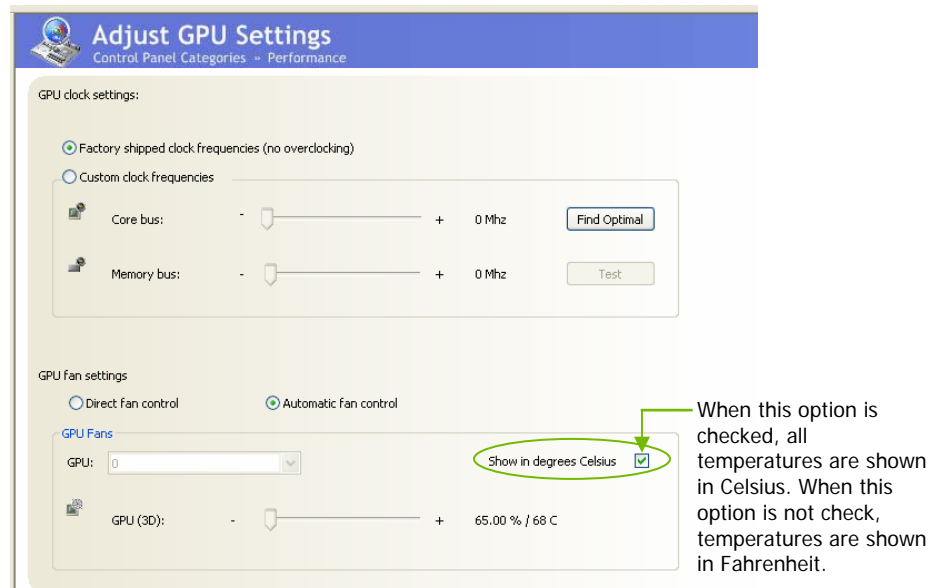 Adjust GPU Settings
Control Panel Categories » Performance
GPU clock settings:
Factory shipped clock frequencies (no overclocking)
Custom clock frequencies
Core bus: - + 0 Mhz Find Optimal
Memory bus: - + 0 Mhz Test
GPU fan settings
Direct fan control Automatic fan control
GPU Fans
GPU: 0 Show in degrees Celsius
GPU (3D): - + 65.00 % / 68 C
When this option is
checked, all
temperatures are shown
in Celsius. When this
option is not check,
temperatures are shown
in Fahrenheit.